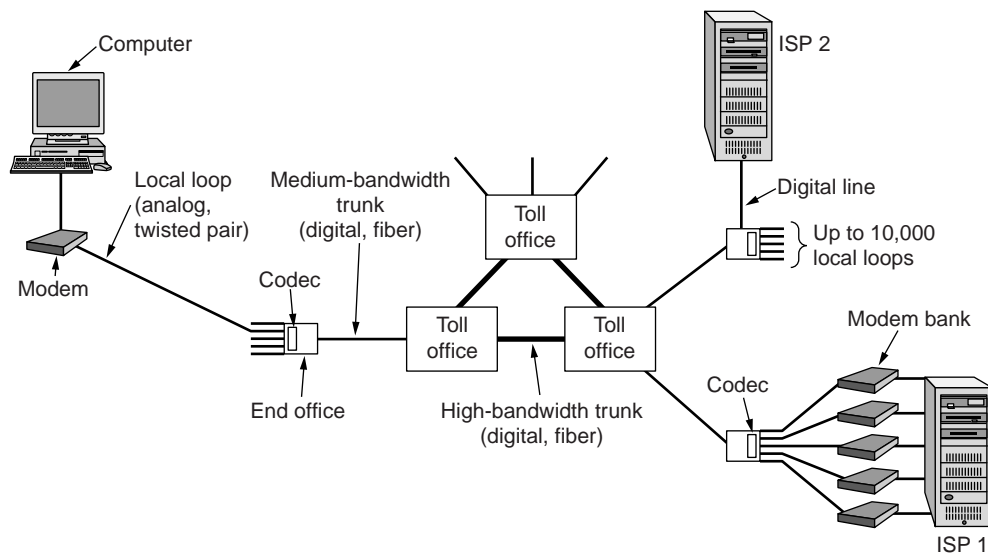 Computer
ISP 2
Local loop
(analog,
twisted pair)
Medium-bandwidth
trunk
(digital, fiber)
Toll
office
Digital line
Up to 10,000
local loops
Modem
Codec
Toll
office
Toll
office
Modem bank
End office
High-bandwidth trunk
(digital, fiber)
Codec
ISP 1